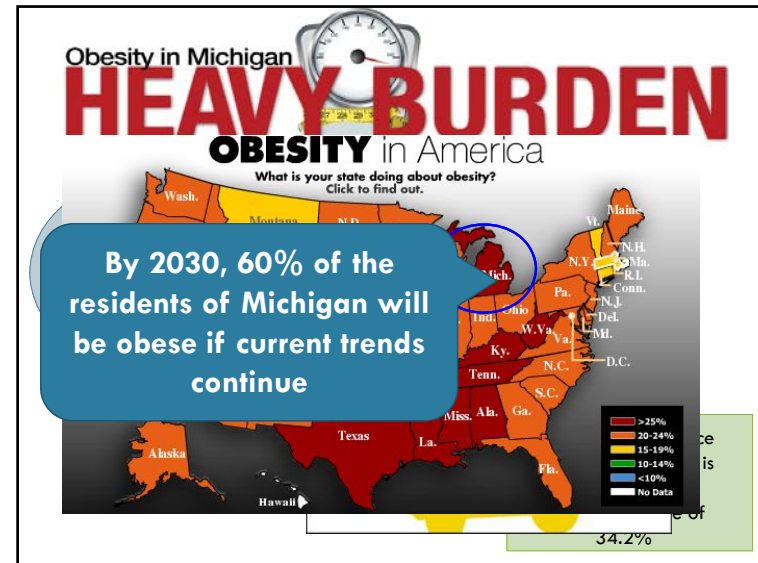 Obesity in Michigan
HEAVY BURDEN
OBESITY in America
What is your state doing about obesity?
Click to find out.
Wash.
Montana
N.D.
Vt.
Maine
N.H.
N.Y.
Ma.
R.I.
Conn.
Mich.
Pa.
N.J.
Ohio
Ind.
Del.
Md.
W.Va.
Va.
D.C.
Ky.
N.C.
Tenn.
S.C.
Miss.
Ala.
Ga.
Texas
La.
Fla.
Alaska
Hawaii
By 2030, 60% of the
residents of Michigan will
be obese if current trends
continue
>25%
20-24%
15-19%
10-14%
<10%
No Data
is
of
34.2%